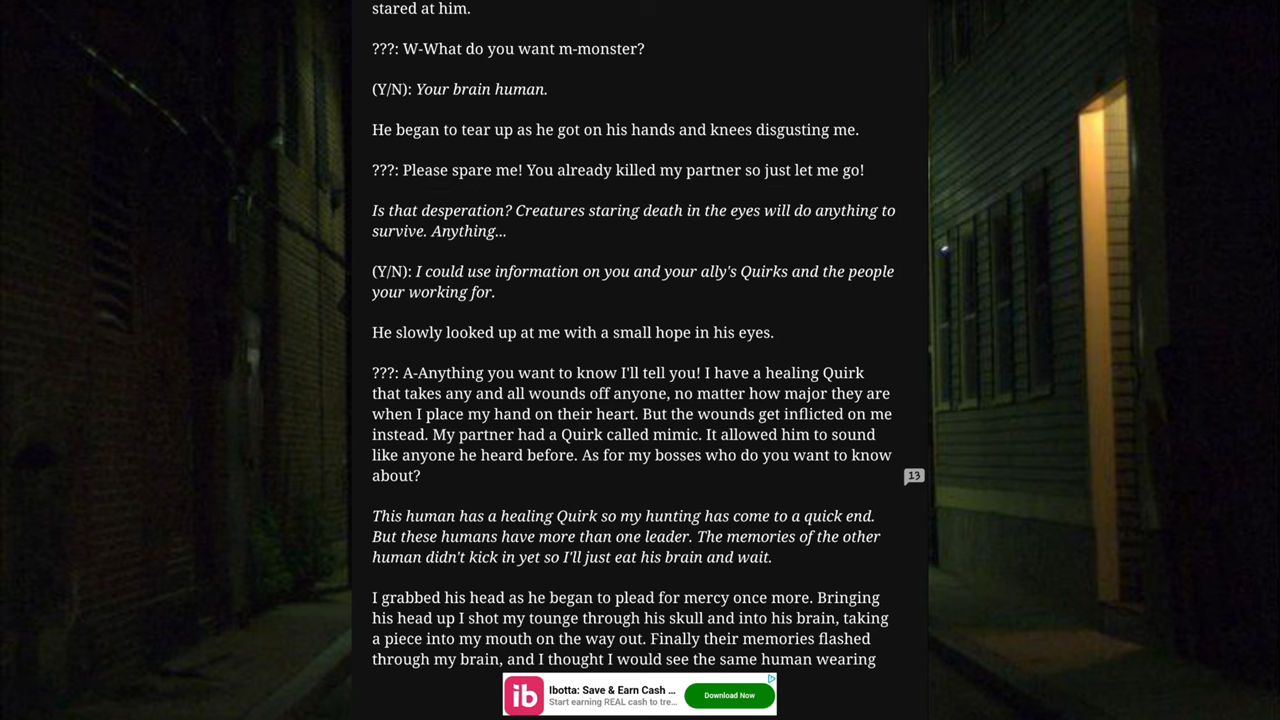 stared at him.
???: W-What do you want m-monster?
(Y/N): Your brain human.
He began to tear up as he got on his hands and knees disgusting me.
???: Please spare me! You already killed my partner so just let me go!
Is that desperation? Creatures staring death in the eyes will do anything to
survive. Anything...
(Y/N): I could use information on you and your ally's Quirks and the people
your working for.
He slowly looked up at me with a small hope in his eyes.
???: A-Anything you want to know I'll tell you! I have a healing Quirk
that takes any and all wounds off anyone, no matter how major they are
when I place my hand on their heart. But the wounds get inflicted on me
instead. My partner had a Quirk called mimic. It allowed him to sound
like anyone he heard before. As for my bosses who do you want to know
about?
13
This human has a healing Quirk so my hunting has come to a quick end.
But these humans have more than one leader. The memories of the other
human didn't kick in yet so I'll just eat his brain and wait.
I grabbed his head as he began to plead for mercy once more. Bringing
his head up I shot my tounge through his skull and into his brain, taking
a piece into my mouth on the way out. Finally their memories flashed
through my brain, and I thought I would see the same human wearing
ib
Ibotta: Save & Earn Cash ...
Start earning REAL cash to tre...
Download Now